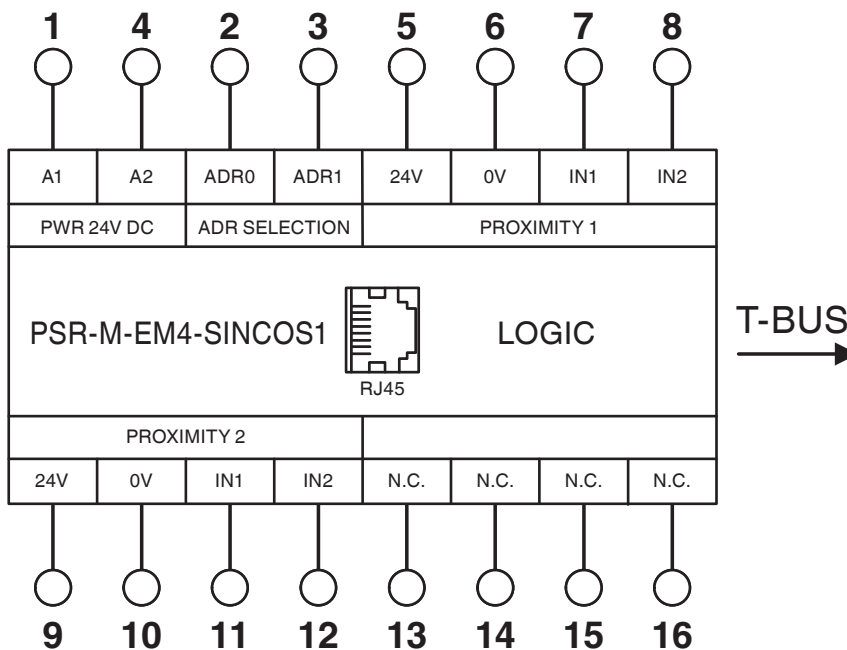 1 4 2 3 5 6 7 8
A1 A2 ADR0 ADR1 24V 0V IN1 IN2
PWR 24V DC ADR SELECTION PROXIMITY 1
PSR-M-EM4-SINCOS1 LOGIC T-BUS
RJ45
PROXIMITY 2
24V 0V IN1 IN2 N.C. N.C. N.C. N.C.
9 10 11 12 13 14 15 16